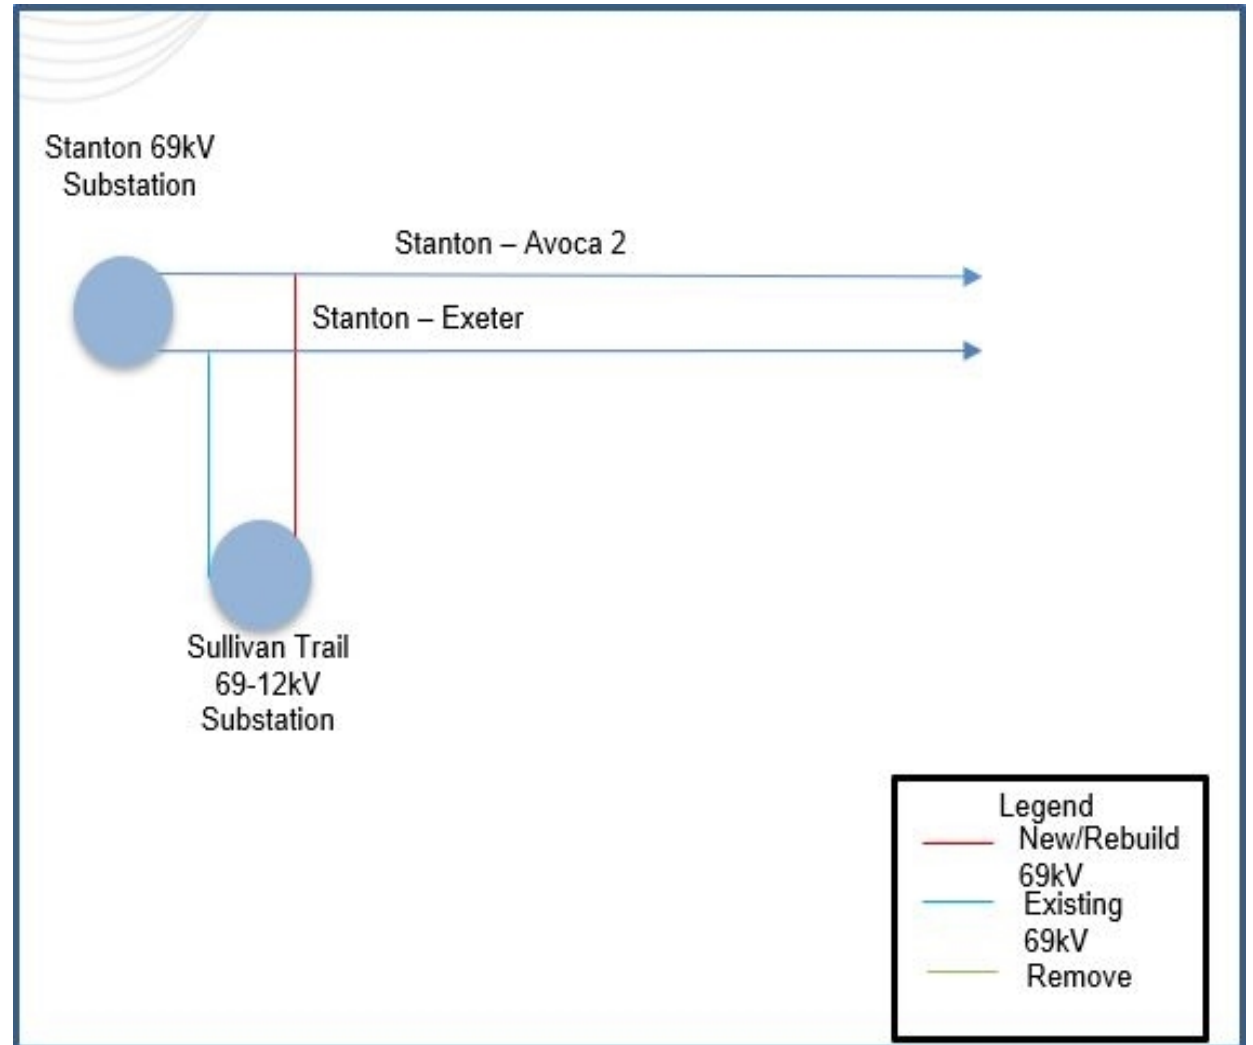 Stanton 69kV
Substation
Stanton – Avoca 2
Stanton – Exeter
Sullivan Trail
69-12kV
Substation
Legend
New/Rebuild
69kV
Existing
69kV
Remove